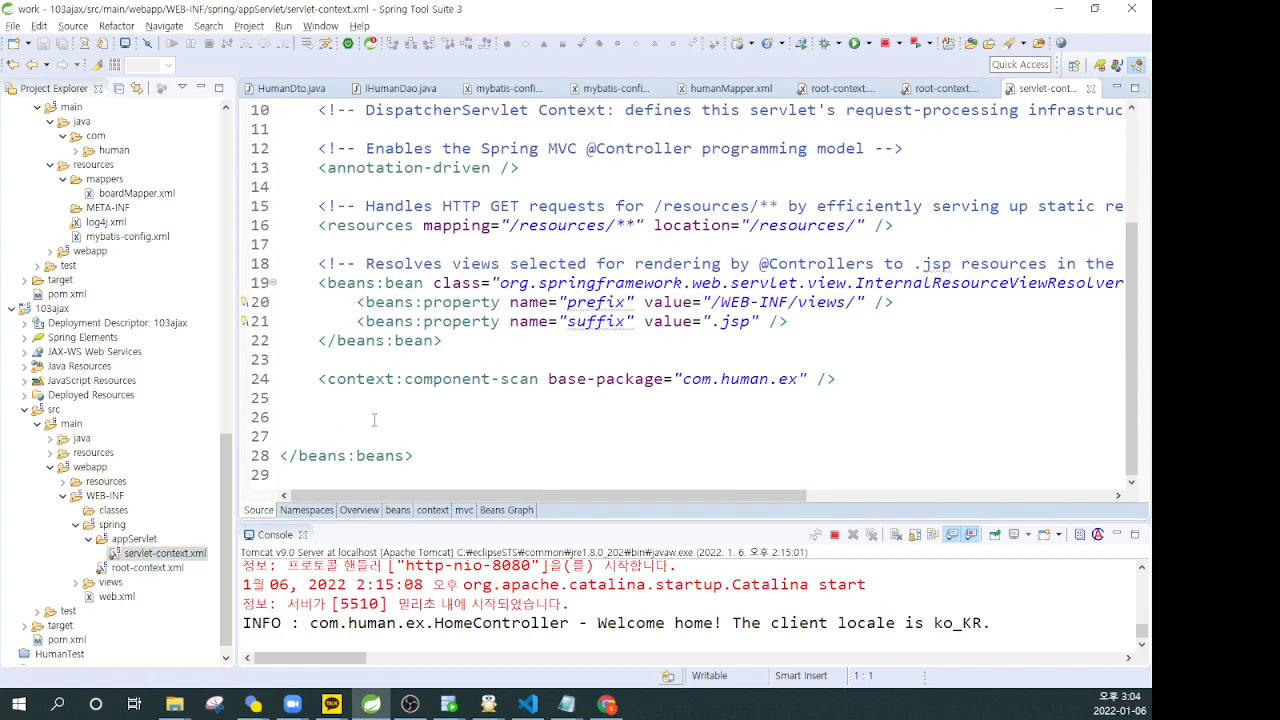 work - 103ajax/src/main/webapp/WEB-INF/spring/appServlet/servlet-context.xml - Spring Tool Suite 3
File Edit Source Refactor Navigate Search Project Run Window Help
Quick Access
Project Explorer
HumanDto.java IHumanDao.java mybatis-confi... mybatis-confi... humanMapper.xml root-context.... root-context.... servlet-cont...
main
java
com
human
resources
mappers
boardMapper.xml
META-INF
log4j.xml
mybatis-config.xml
webapp
test
target
pom.xml
103ajax
Deployment Descriptor: 103ajax
Spring Elements
JAX-WS Web Services
Java Resources
JavaScript Resources
Deployed Resources
src
main
java
resources
webapp
resources
WEB-INF
classes
spring
appServlet
servlet-context.xml
root-context.xml
views
web.xml
test
target
pom.xml
HumanTest
10 <!-- DispatcherServlet Context: defines this servlet's request-processing infrastruc
11
12 <!-- Enables the Spring MVC @Controller programming model -->
13 <annotation-driven />
14
15 <!-- Handles HTTP GET requests for /resources/** by efficiently serving up static re
16 <resources mapping="/resources/**" location="/resources/" />
17
18 <!-- Resolves views selected for rendering by @Controllers to .jsp resources in the
19 <beans:bean class="org.springframework.web.servlet.view.InternalResourceViewResolver
20 <beans:property name="prefix" value="/WEB-INF/views/" />
21 <beans:property name="suffix" value=".jsp" />
22 </beans:bean>
23
24 <context:component-scan base-package="com.human.ex" />
25
26
27
28 </beans:beans>
29
Source Namespaces Overview beans context mvc Beans Graph
Console
Tomcat v9.0 Server at localhost [Apache Tomcat] C:₩eclipseSTS₩common₩jre1.8.0_202₩bin₩javaw.exe (2022. 1. 6. 오후 2:15:01)
정보: 프로토콜 핸들러 ["http-nio-8080"]을(를) 시작합니다.
1월 06, 2022 2:15:08 오후 org.apache.catalina.startup.Catalina start
정보: 서버가 [5510] 밀리초 내에 시작되었습니다.
INFO : com.human.ex.HomeController - Welcome home! The client locale is ko_KR.
Writable Smart Insert 1 : 1
TALK
오후 3:04
2022-01-06